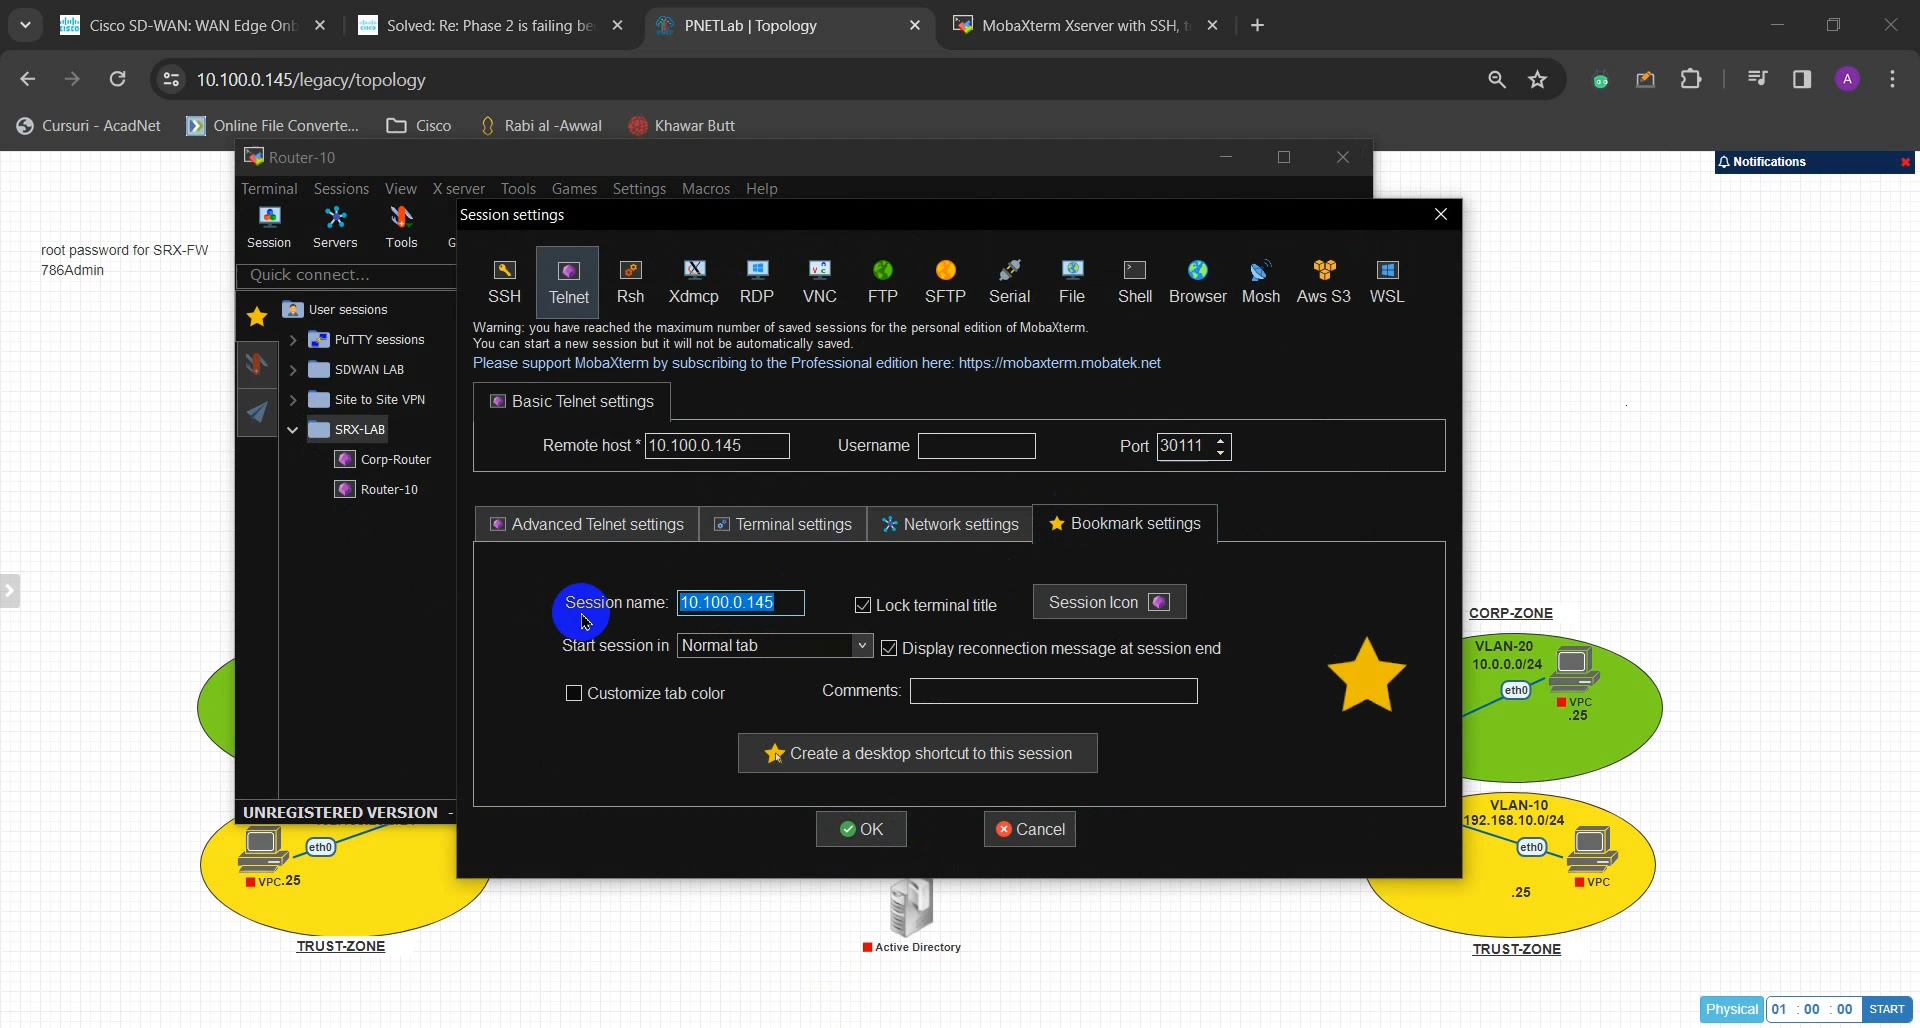 Cisco SD-WAN: WAN Edge Onb
Solved: Re: Phase 2 is failing be
PNETLab | Topology
MobaXterm Xserver with SSH, t
10.100.0.145/legacy/topology
A
Cursuri - AcadNet
Online File Converte...
Cisco
Rabi al -Awwal
Khawar Butt
Router-10
Notifications
Terminal Sessions View X server Tools Games Settings Macros Help
Session Servers Tools G
Session settings
root password for SRX-FW
786Admin
Quick connect...
SSH Telnet Rsh Xdmcp RDP VNC FTP SFTP Serial File Shell Browser Mosh Aws S3 WSL
User sessions
PuTTY sessions
SDWAN LAB
Site to Site VPN
SRX-LAB
Corp-Router
Router-10
Warning: you have reached the maximum number of saved sessions for the personal edition of MobaXterm.
You can start a new session but it will not be automatically saved.
Please support MobaXterm by subscribing to the Professional edition here: https://mobaxterm.mobatek.net
Basic Telnet settings
Remote host * 10.100.0.145 Username Port 30111
Advanced Telnet settings Terminal settings Network settings Bookmark settings
Session name: 10.100.0.145 Lock terminal title Session Icon
Start session in Normal tab Display reconnection message at session end
Customize tab color Comments:
Create a desktop shortcut to this session
OK Cancel
UNREGISTERED VERSION -
CORP-ZONE
VLAN-20
10.0.0.0/24
eth0
VPC
.25
VLAN-10
192.168.10.0/24
eth0
VPC
.25
TRUST-ZONE
eth0
VPC .25
TRUST-ZONE
Active Directory
Physical 01 : 00 : 00 START